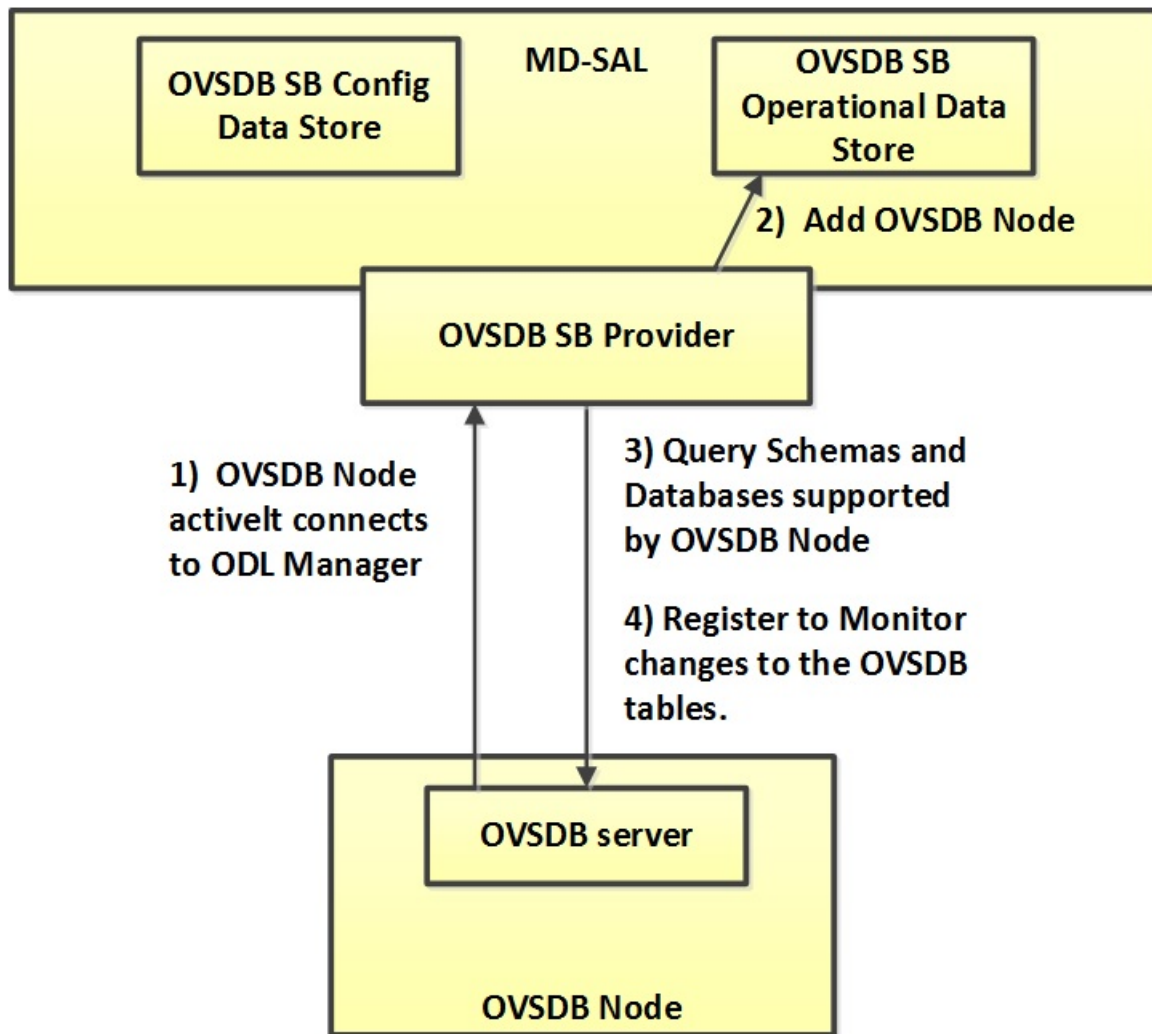 MD-SAL
OVSDB SB Config
Data Store
OVSDB SB
Operational Data
Store
2)  Add OVSDB Node
OVSDB SB Provider
1)  OVSDB Node
activelt connects
to ODL Manager
3) Query Schemas and
Databases supported
by OVSDB Node
4) Register to Monitor
changes to the OVSDB
tables.
OVSDB server
OVSDB Node